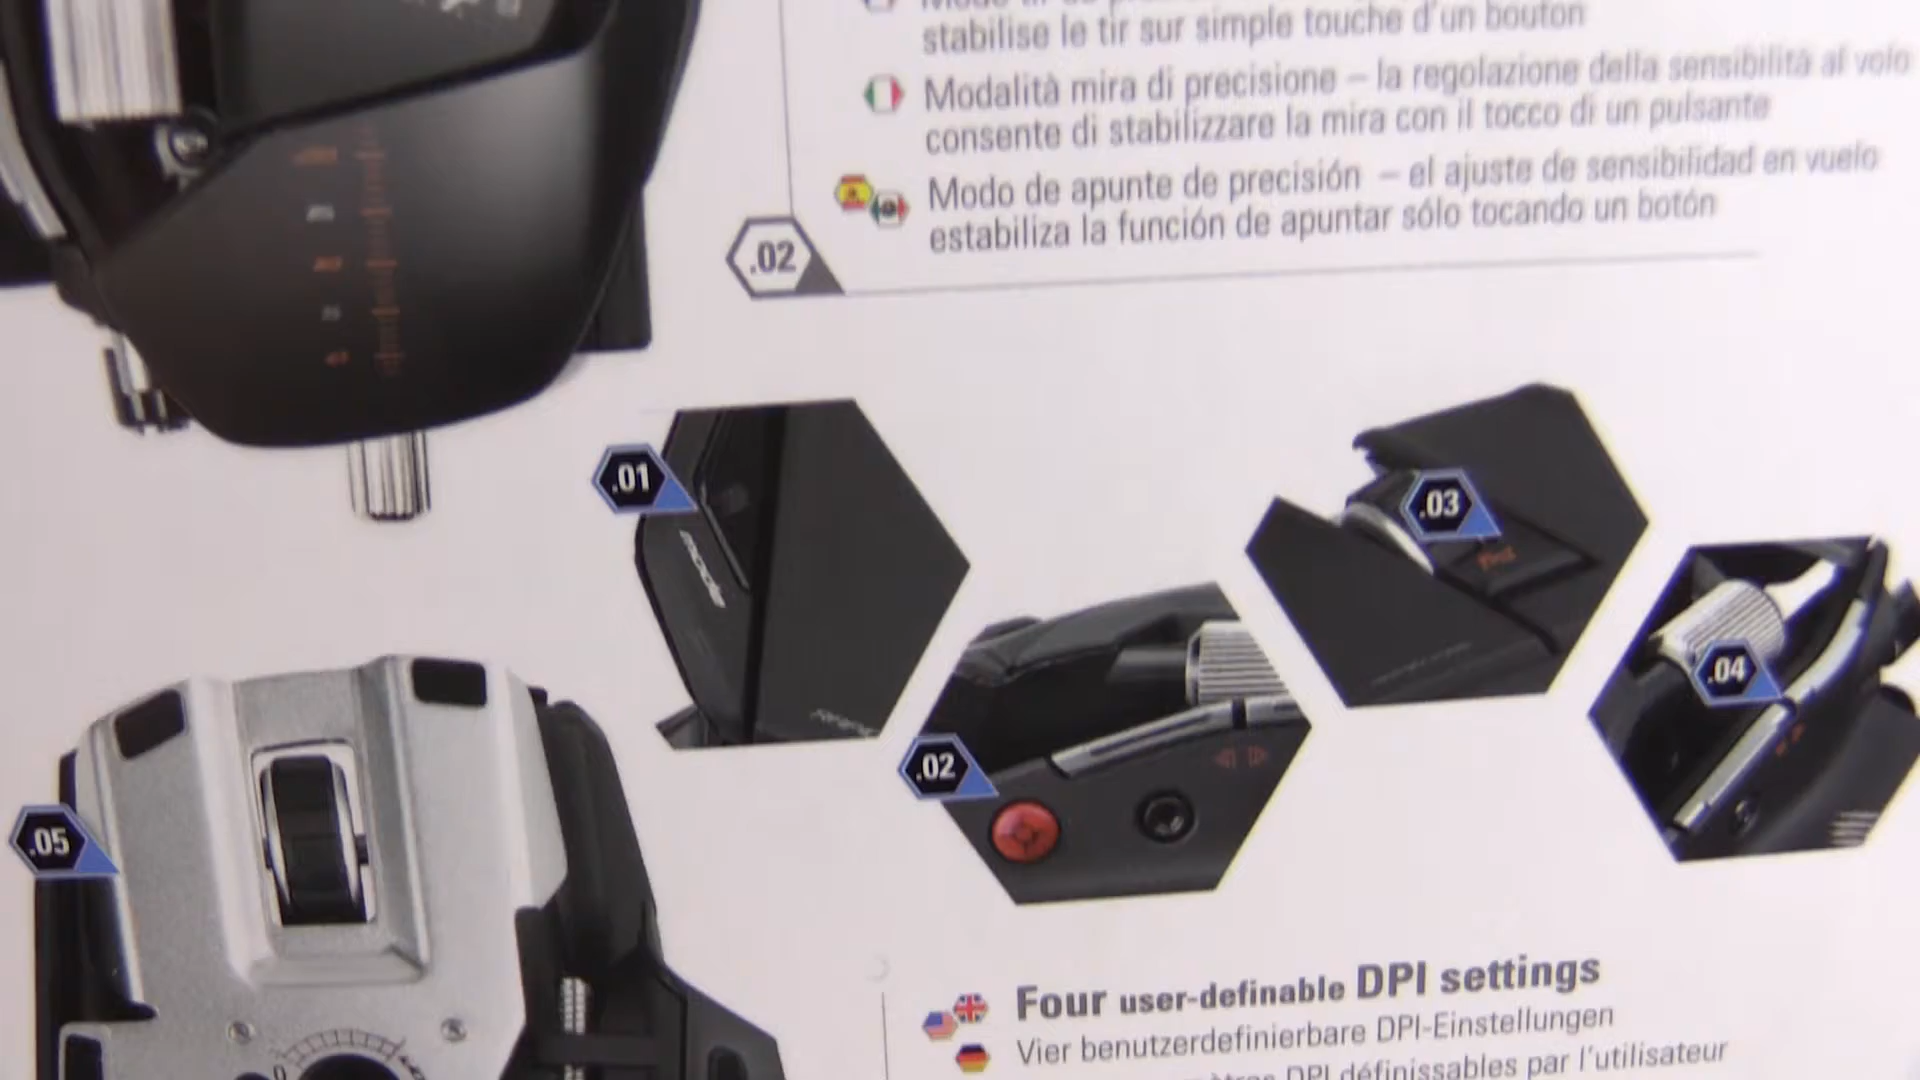 stabilise le tir sur simple touche d'un bouton
Modalità mira di precisione – la regolazione della sensibilità al volo
consente di stabilizzare la mira con il tocco di un pulsante
Modo de apunte de precisión – el ajuste de sensibilidad en vuelo
estabiliza la función de apuntar sólo tocando un botón
.02
.01
mode
.03
.04
.02
.05
Four user-definable DPI settings
Vier benutzerdefinierbare DPI-Einstellungen
DPI définissables par l'utilisateur